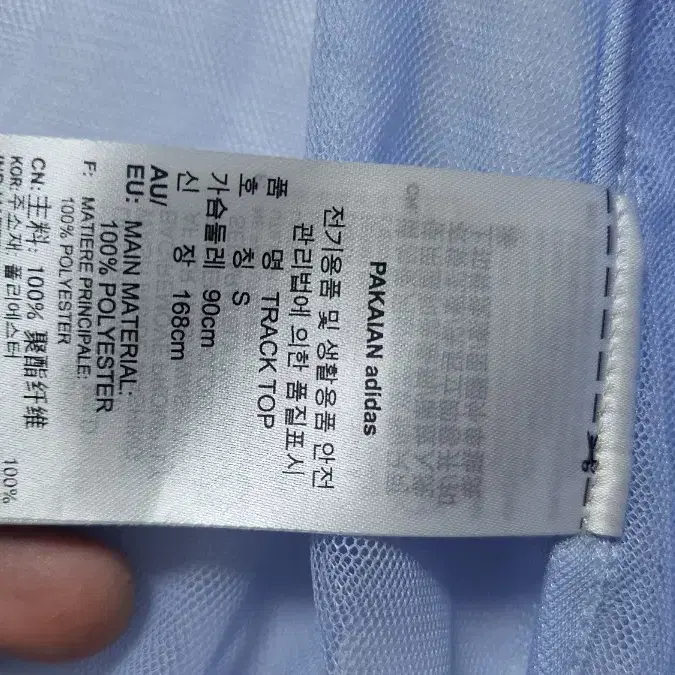 PAKAIAN adidas
전기용품 및 생활용품 안전
관리법에 의한 품질표시
품 명 TRACK TOP
호 칭 S
가슴둘레 90cm
신 장 168cm
AU/
EU: MAIN MATERIAL:
100% POLYESTER
F: MATIERE PRINCIPALE:
100% POLYESTER
CN: 主料: 100% 聚酯纤维
KOR:주소재: 폴리에스터 100%